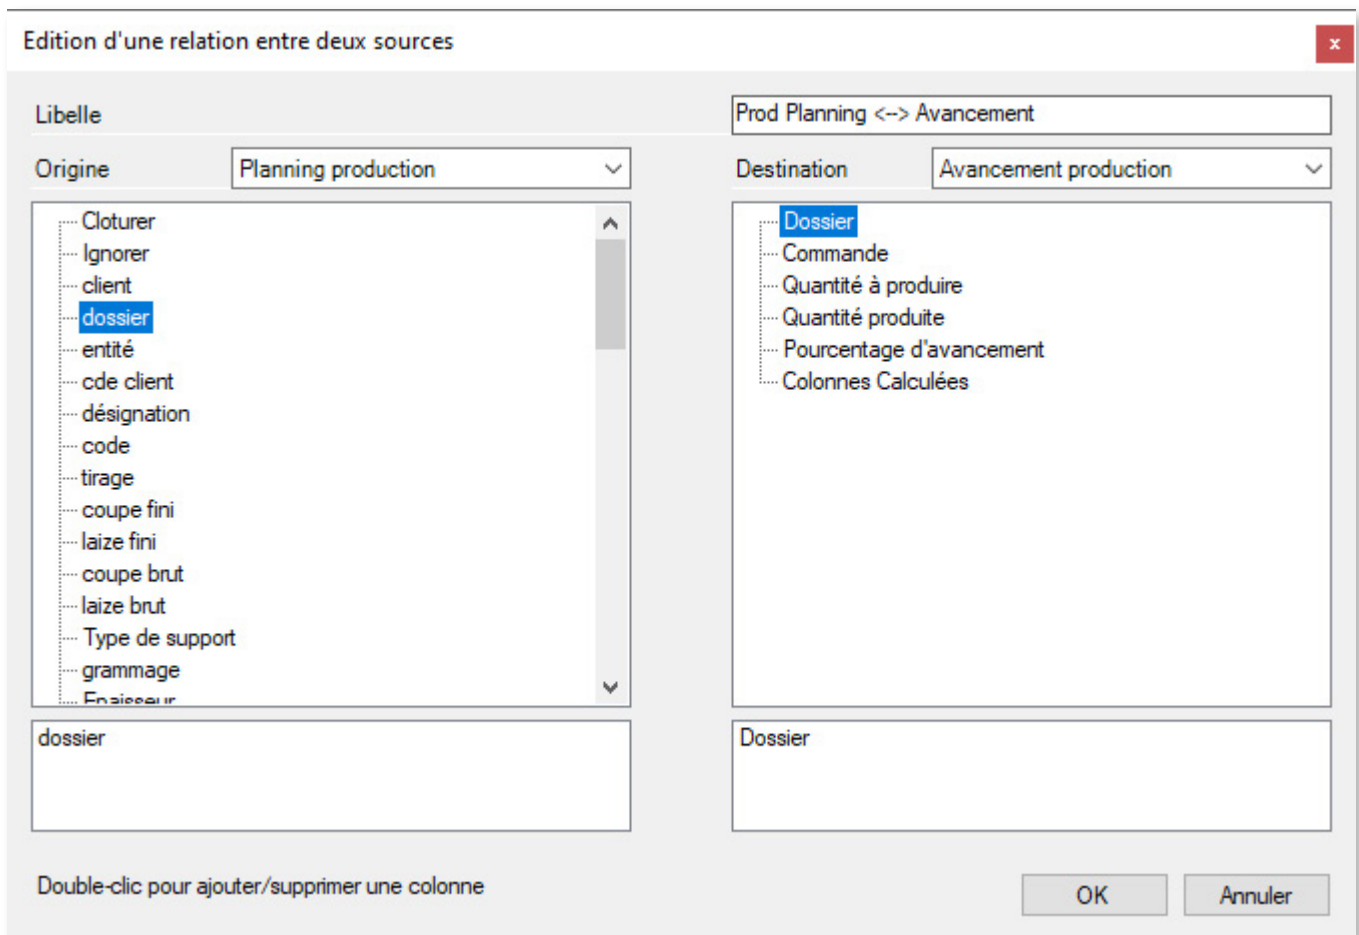 Edition d'une relation entre deux sources
x
Libelle
Prod Planning <--> Avancement
Origine
Planning production
Destination
Avancement production
Cloturer
Ignorer
client
dossier
entité
cde client
désignation
code
tirage
coupe fini
laize fini
coupe brut
laize brut
Type de support
grammage
Epaisseur
Dossier
Commande
Quantité à produire
Quantité produite
Pourcentage d'avancement
Colonnes Calculées
dossier
Dossier
Double-clic pour ajouter/supprimer une colonne
OK
Annuler